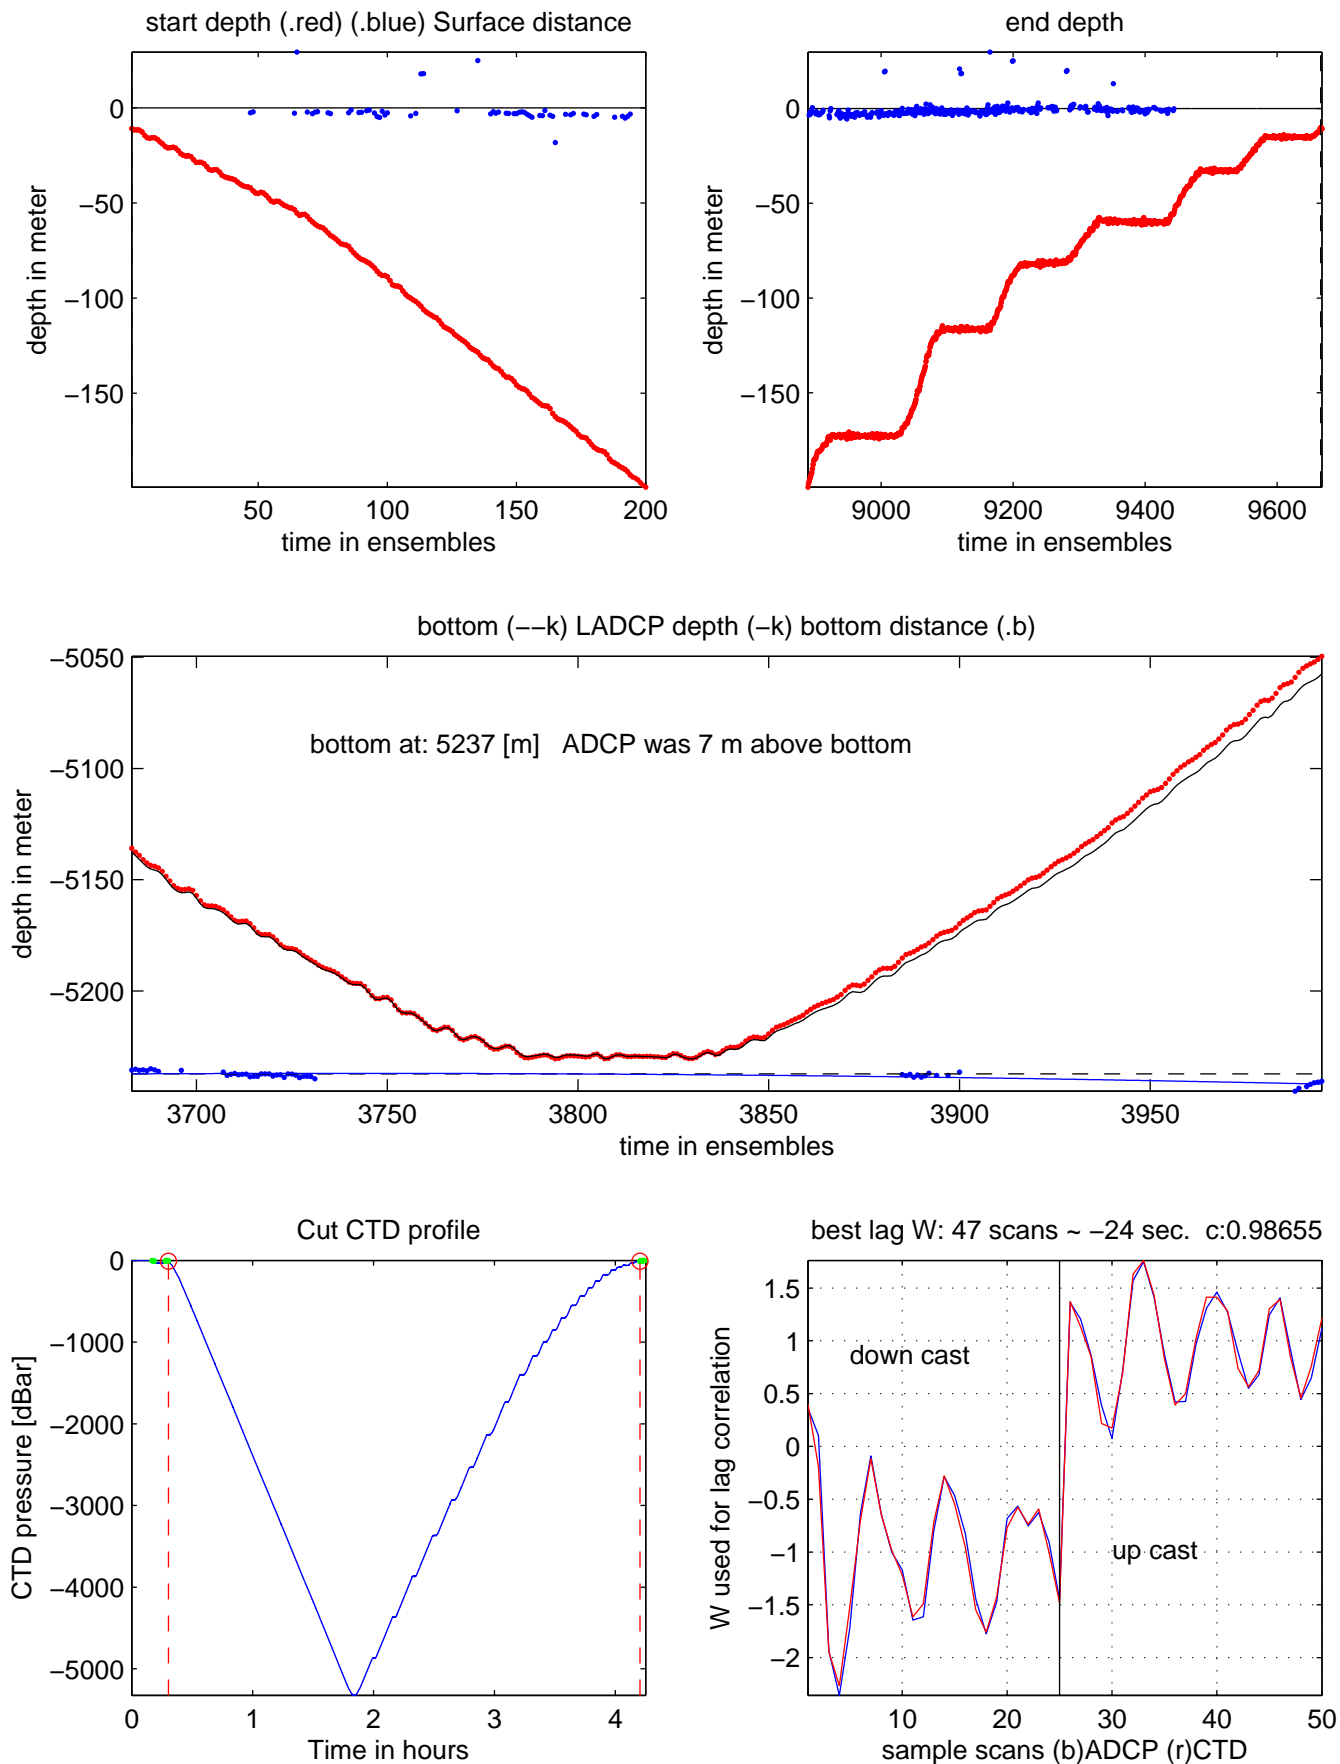 start depth (.red) (.blue) Surface distance
0
−50
−100
−150
depth in meter
50
100
150
200
time in ensembles
end depth
0
−50
−100
−150
depth in meter
9000
9200
9400
9600
time in ensembles
bottom (−−k) LADCP depth (−k) bottom distance (.b)
−5050
−5100
−5150
−5200
depth in meter
bottom at: 5237 [m] ADCP was 7 m above bottom
3700
3750
3800
3850
3900
3950
time in ensembles
Cut CTD profile
0
−1000
−2000
−3000
−4000
−5000
CTD pressure [dBar]
0
1
2
3
4
Time in hours
best lag W: 47 scans ~ −24 sec. c:0.98655
1.5
1
0.5
0
−0.5
−1
−1.5
−2
W used for lag correlation
down cast
up cast
10
20
30
40
50
sample scans (b)ADCP (r)CTD